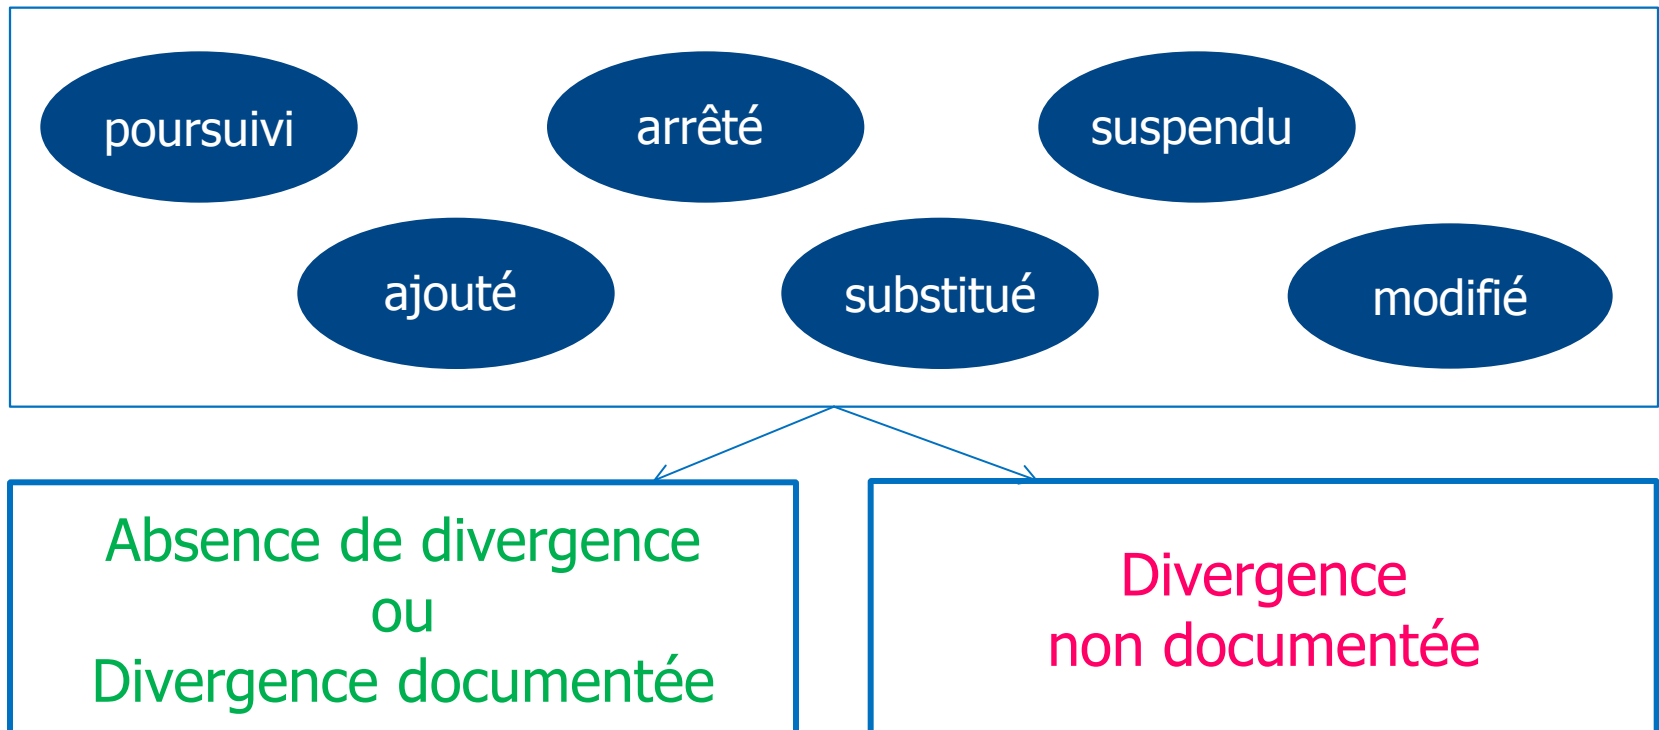 poursuivi
arrêté
suspendu
ajouté
substitué
modifié
Absence de divergence
ou
Divergence documentée
Divergence
non documentée